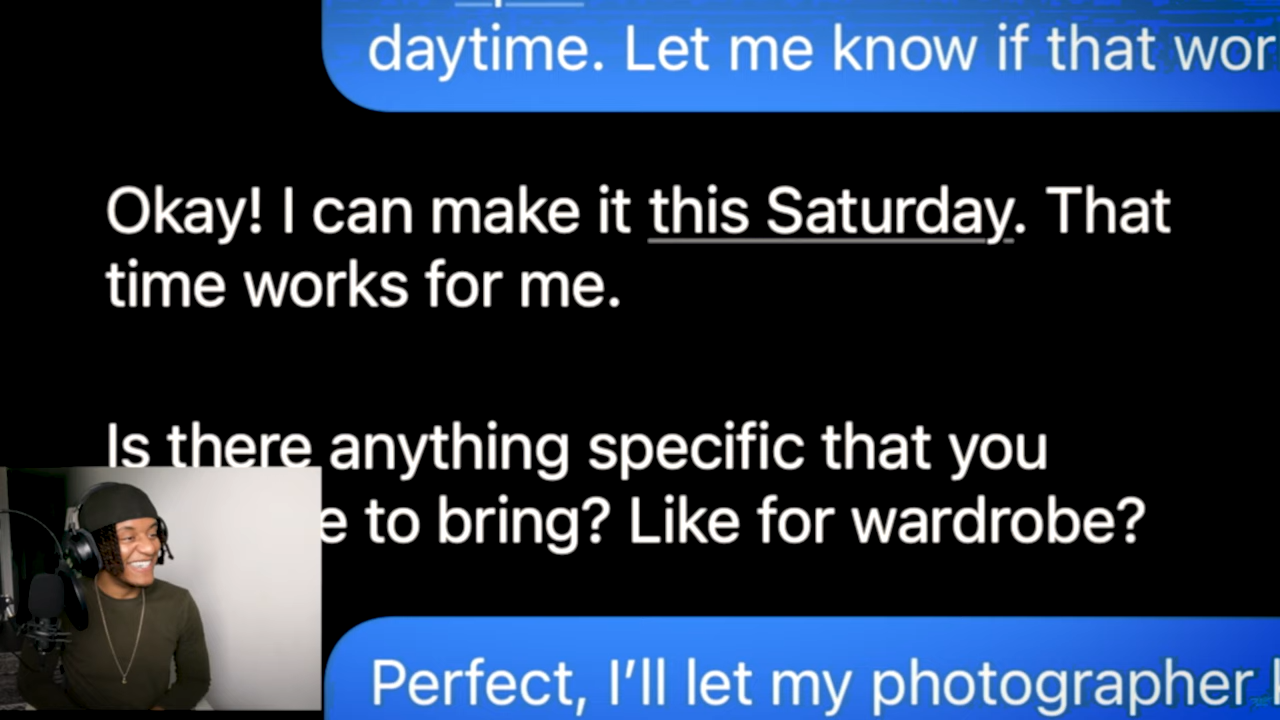 daytime. Let me know if that
Okay! I can make it this Saturday. That
time works for me.
Is there anything specific that you
to bring? Like for wardrobe?
Perfect, I'll let my photographer